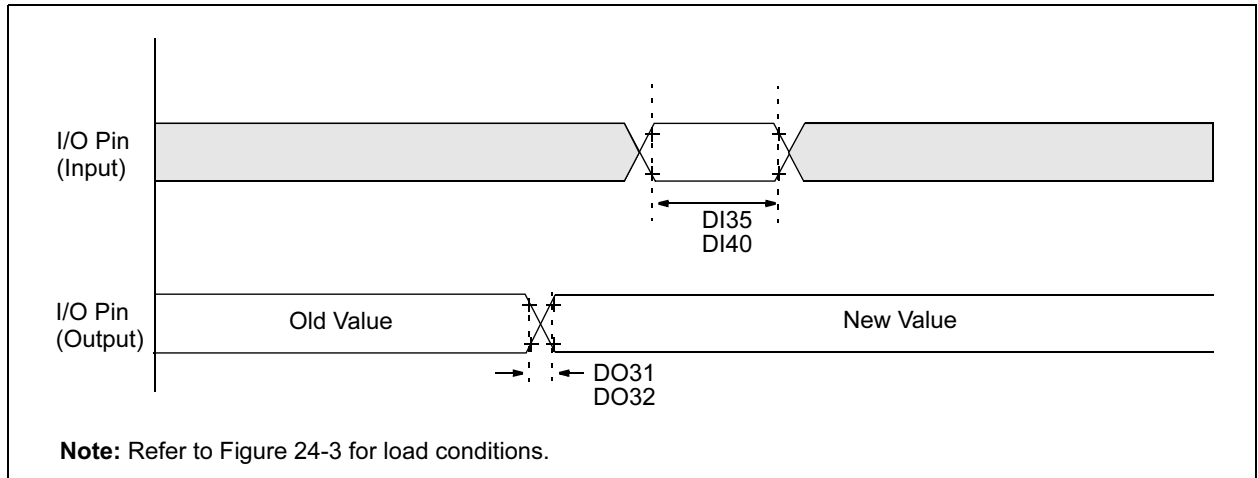 I/O Pin
(Input)
DI35
DI40
I/O Pin
(Output)
Old Value
New Value
DO31
DO32
Note: Refer to Figure 24-3 for load conditions.